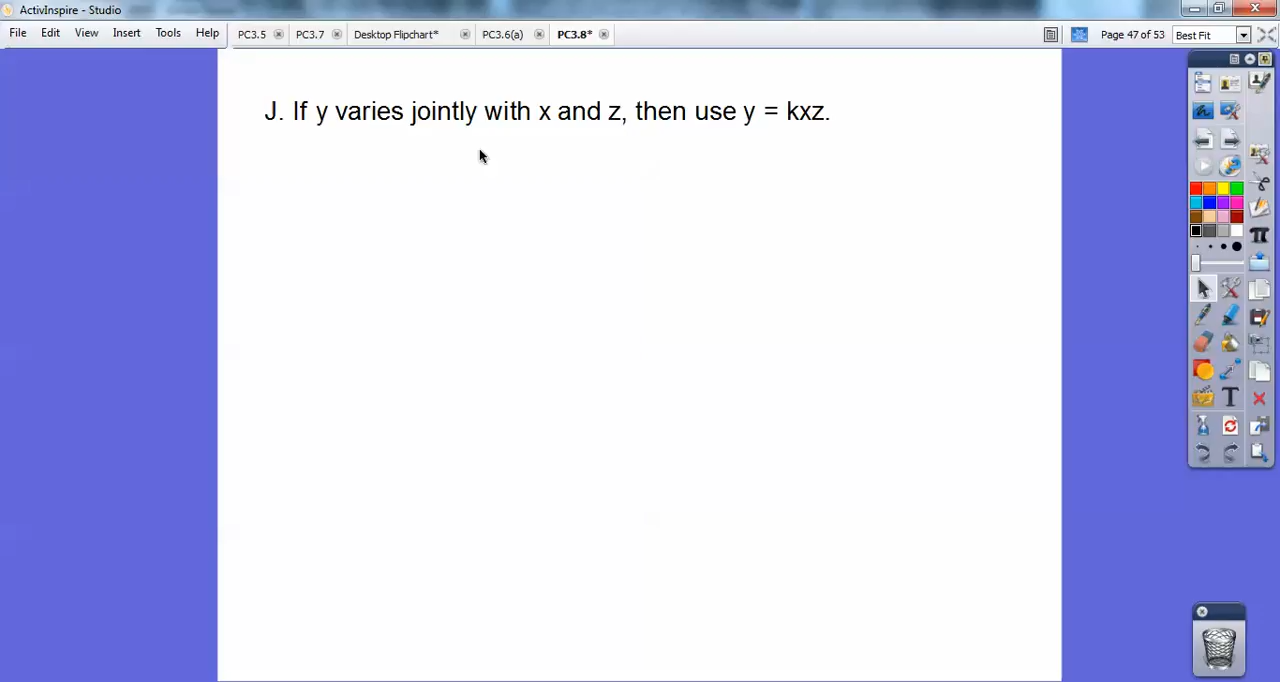 ActivInspire - Studio
File Edit View Insert Tools Help
PC3.5 PC3.7 Desktop Flipchart* PC3.6(a) PC3.8*
Page 47 of 53 Best Fit
J. If y varies jointly with x and z, then use y = kxz.